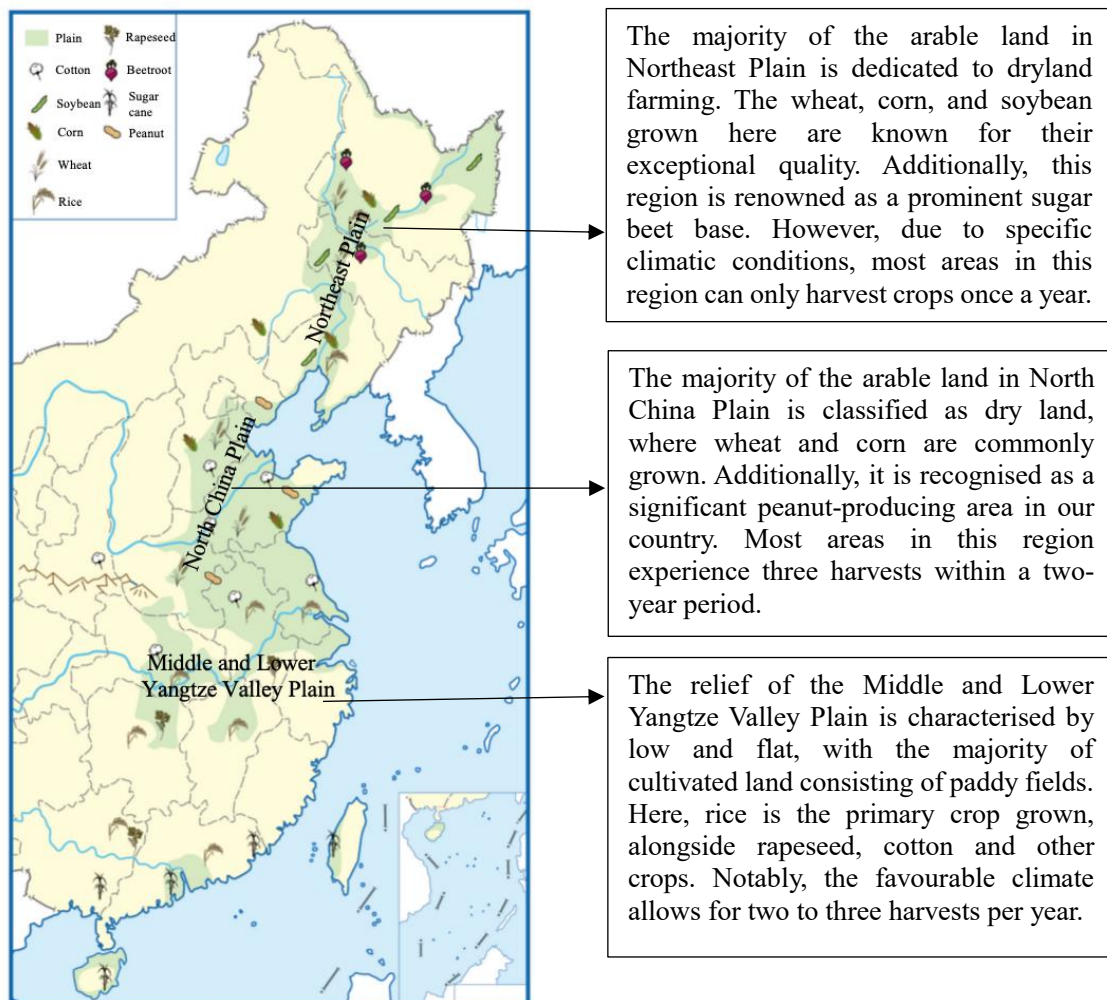 Plain
Rapeseed
Cotton
Beetroot
Soybean
Sugar
cane
Corn
Peanut
Wheat
Rice
Northeast Plain
North China Plain
Middle and Lower
Yangtze Valley Plain
The majority of the arable land in
Northeast Plain is dedicated to dryland
farming. The wheat, corn, and soybean
grown here are known for their
exceptional quality. Additionally, this
region is renowned as a prominent sugar
beet base. However, due to specific
climatic conditions, most areas in this
region can only harvest crops once a year.
The majority of the arable land in North
China Plain is classified as dry land,
where wheat and corn are commonly
grown. Additionally, it is recognised as a
significant peanut-producing area in our
country. Most areas in this region
experience three harvests within a two-
year period.
The relief of the Middle and Lower
Yangtze Valley Plain is characterised by
low and flat, with the majority of
cultivated land consisting of paddy fields.
Here, rice is the primary crop grown,
alongside rapeseed, cotton and other
crops. Notably, the favourable climate
allows for two to three harvests per year.